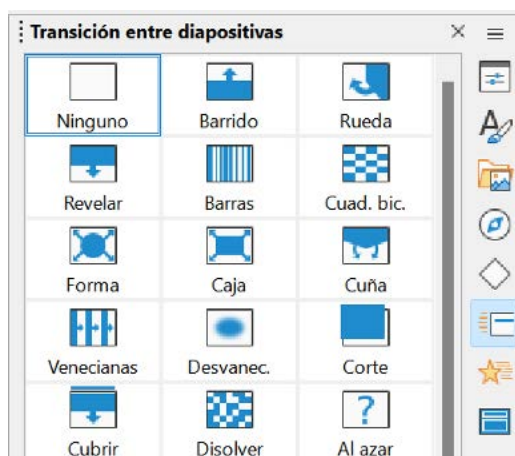 Transición entre diapositivas
Ninguno Barrido Rueda
Revelar Barras Cuad. bic.
Forma Caja Cuña
Venecianas Desvanec. Corte
Cubrir Disolver Al azar